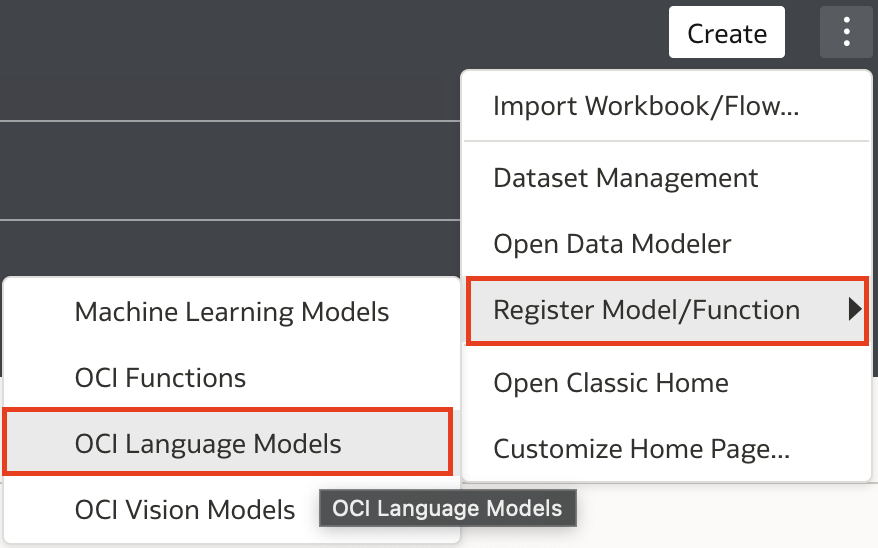 Create
Import Workbook/Flow...
Dataset Management
Open Data Modeler
Register Model/Function
Open Classic Home
Customize Home Page...
Machine Learning Models
OCI Functions
OCI Language Models
OCI Vision Models
OCI Language Models